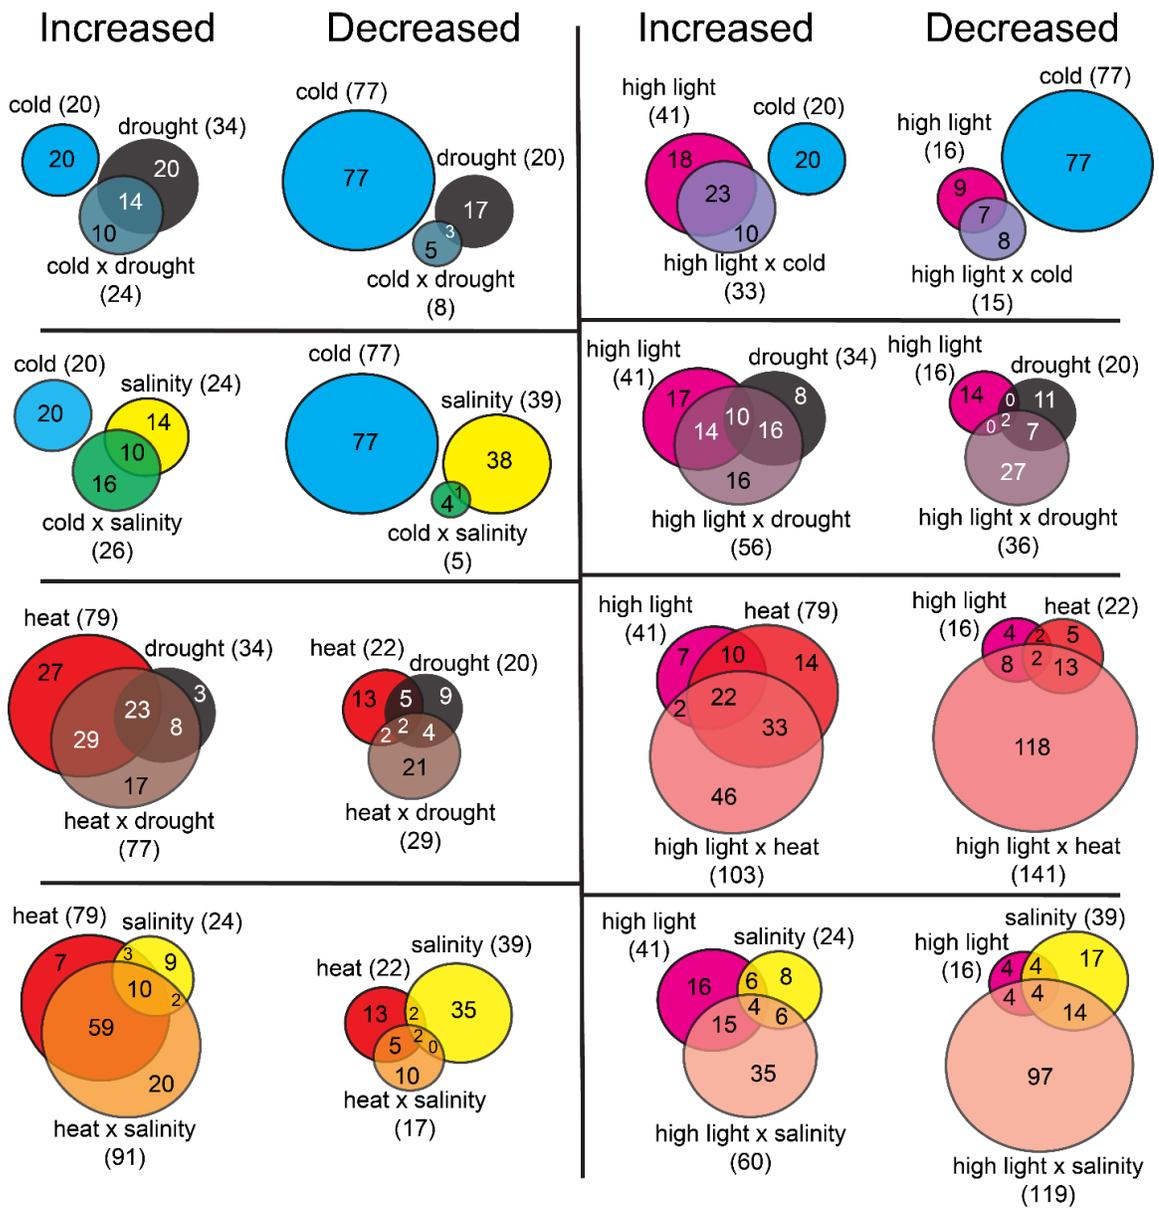 Increased
Decreased
Increased
Decreased
cold (20)
drought (34)
20
20
14
10
cold x drought
(24)
cold (77)
drought (20)
77
17
3
5
cold x drought
(8)
high light
(41)
cold (20)
18
20
23
10
high light x cold
(33)
cold (77)
high light
(16)
77
9
7
8
high light x cold
(15)
cold (20)
salinity (24)
20
14
10
16
cold x salinity
(26)
cold (77)
salinity (39)
77
38
1
4
cold x salinity
(5)
high light
(41)
drought (34)
17
8
10
14
16
16
high light x drought
(56)
high light
(16)
drought (20)
14
0
11
0
2
7
27
high light x drought
(36)
heat (79)
drought (34)
27
3
23
8
29
17
heat x drought
(77)
heat (22)
drought (20)
13
5
9
2
2
4
21
heat x drought
(29)
high light
(41)
heat (79)
7
10
14
2
22
33
46
high light x heat
(103)
high light
(16)
heat (22)
4
2
5
8
2
13
118
high light x heat
(141)
heat (79)
salinity (24)
7
3
9
10
2
59
20
heat x salinity
(91)
heat (22)
salinity (39)
13
2
35
5
2
0
10
heat x salinity
(17)
high light
(41)
salinity (24)
16
6
8
4
15
6
35
high light x salinity
(60)
salinity (39)
high light
(16)
4
4
17
4
4
14
97
high light x salinity
(119)